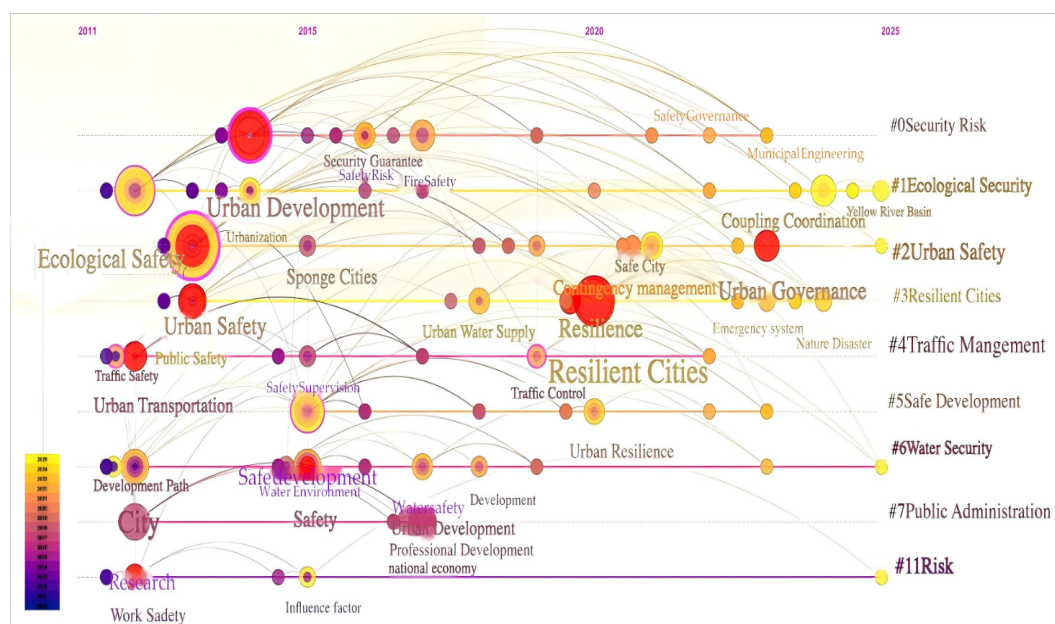 2011 2015 2020 2025
SafetyGovernance
#0Security Risk
MunicipalEngineering
Security Guarantee
SafetyRisk
FireSafety
#1Ecological Security
Urban Development
Coupling Coordination
Yellow River Basin
Urbanization
Ecological Safety
Safe City
#2Urban Safety
Sponge Cities
Contingency management
Urban Governance
#3Resilient Cities
Urban Safety
Urban Water Supply
Resilience
Emergency system
Nature Disaster
#4Traffic Mangement
Public Safety
Traffic Safety
Resilient Cities
SafetySupervision
Traffic Control
Urban Transportation
#5Safe Development
Urban Resilience
#6Water Security
Safedevelopment
Development Path
Water Environment
Development
Watersafety
#7Public Administration
City
Safety
Urban Development
Professional Development
national economy
#11Risk
Research
Influence factor
Work Sadety